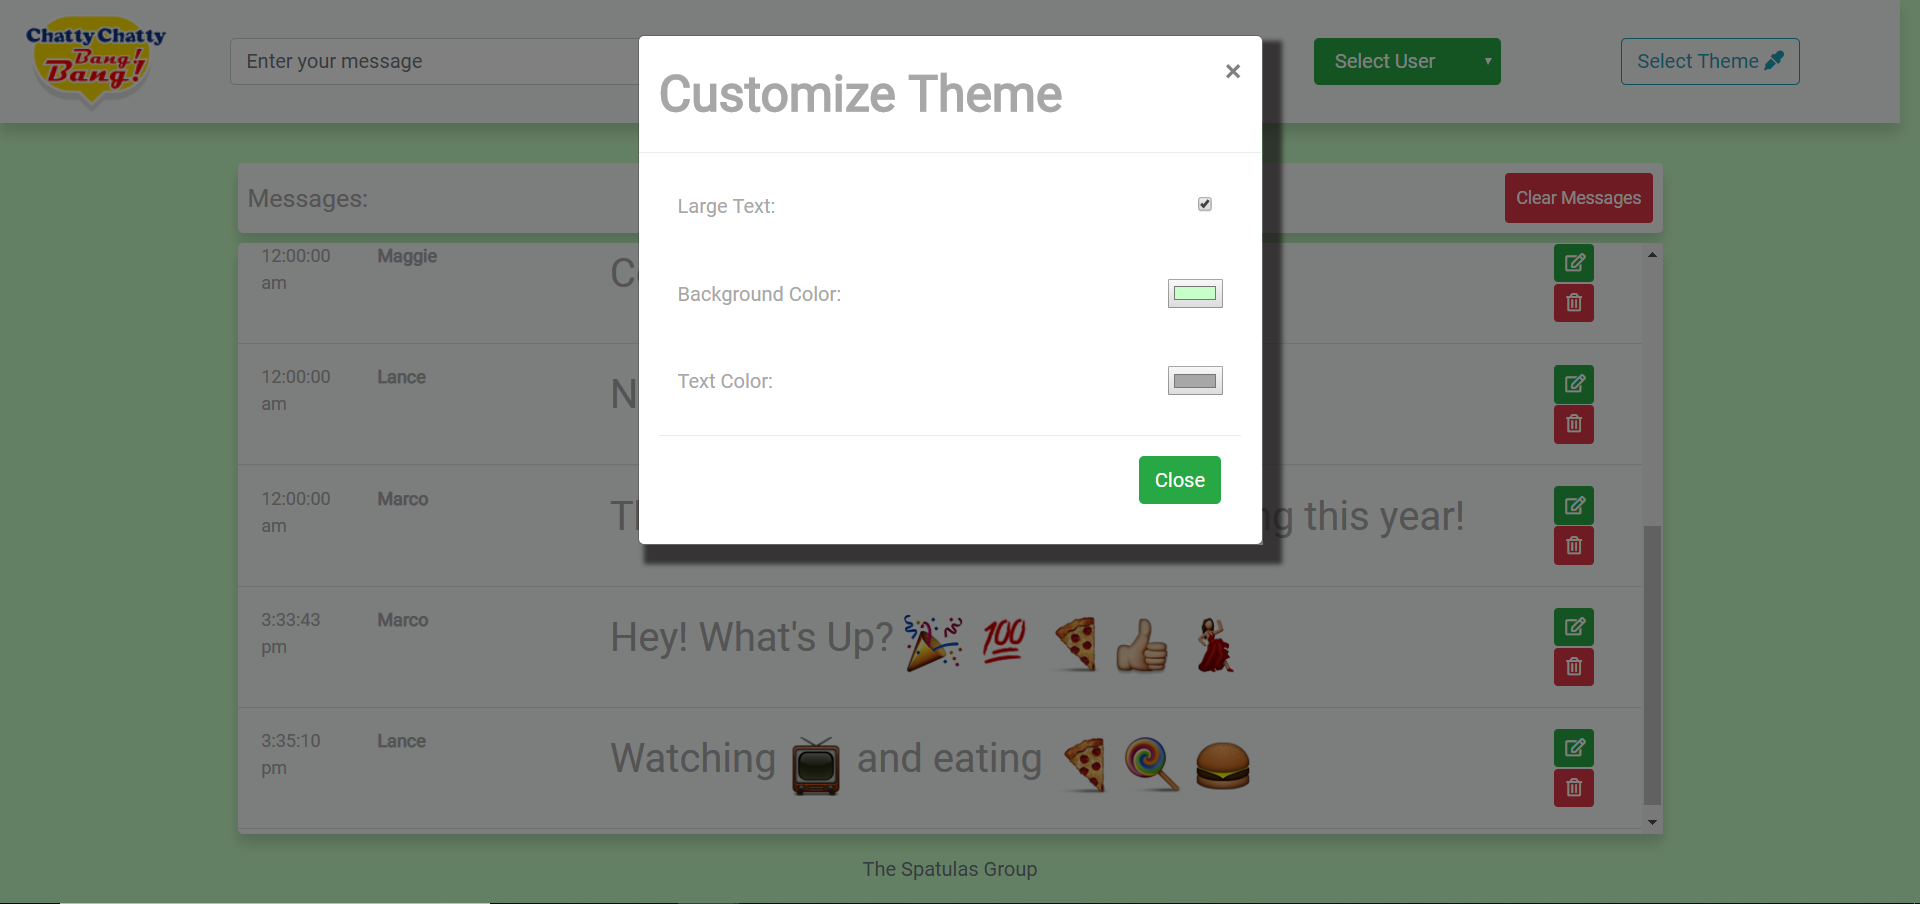 Chatty Chatty
Bang!
Bang!
Enter your message
Select User
Select Theme
Customize Theme
×
Large Text:
Background Color:
Text Color:
Close
Messages:
Clear Messages
12:00:00
am
Maggie
12:00:00
am
Lance
12:00:00
am
Marco
this year!
3:33:43
pm
Marco
Hey! What's Up? 🎉 💯 🍕 👍 💃
3:35:10
pm
Lance
Watching 📺 and eating 🍕 🍭 🍔
The Spatulas Group